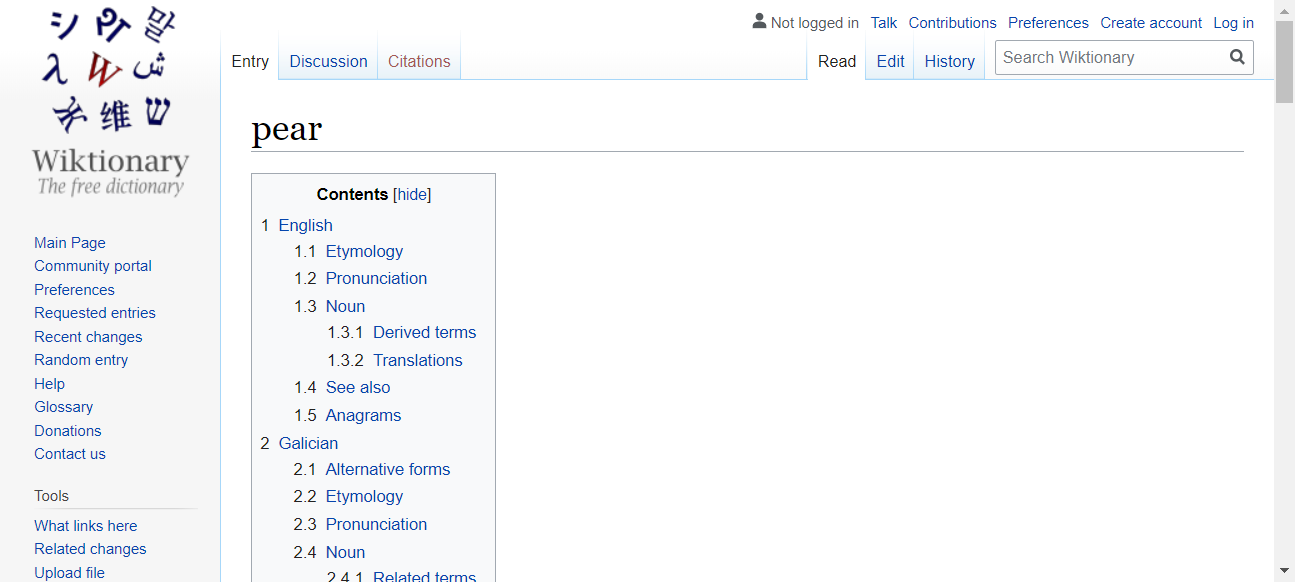 Not logged in Talk Contributions Preferences Create account Log in
Entry Discussion Citations Read Edit History Search Wiktionary
シ
지
말
λ
W
ش
维
ש
Wiktionary
The free dictionary
Main Page
Community portal
Preferences
Requested entries
Recent changes
Random entry
Help
Glossary
Donations
Contact us
Tools
What links here
Related changes
Upload file
pear
Contents [hide]
1 English
1.1 Etymology
1.2 Pronunciation
1.3 Noun
1.3.1 Derived terms
1.3.2 Translations
1.4 See also
1.5 Anagrams
2 Galician
2.1 Alternative forms
2.2 Etymology
2.3 Pronunciation
2.4 Noun
2.4.1 Related terms